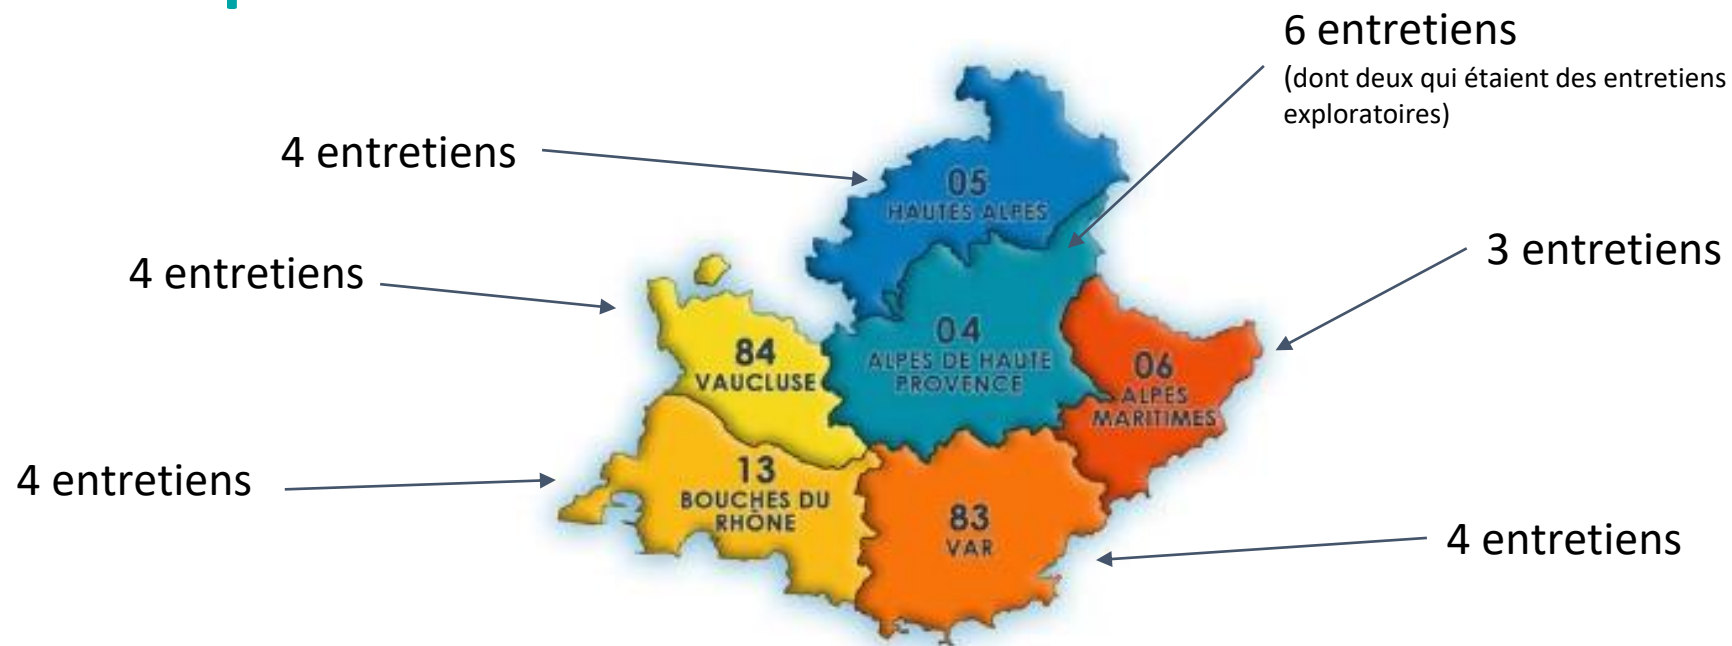 6 entretiens
(dont deux qui étaient des entretiens
exploratoires)
4 entretiens
05
HAUTES ALPES
4 entretiens
3 entretiens
04
ALPES DE HAUTE
PROVENCE
84
VAUCLUSE
06
ALPES
MARITIMES
4 entretiens
13
BOUCHES DU
RHÔNE
83
VAR
4 entretiens